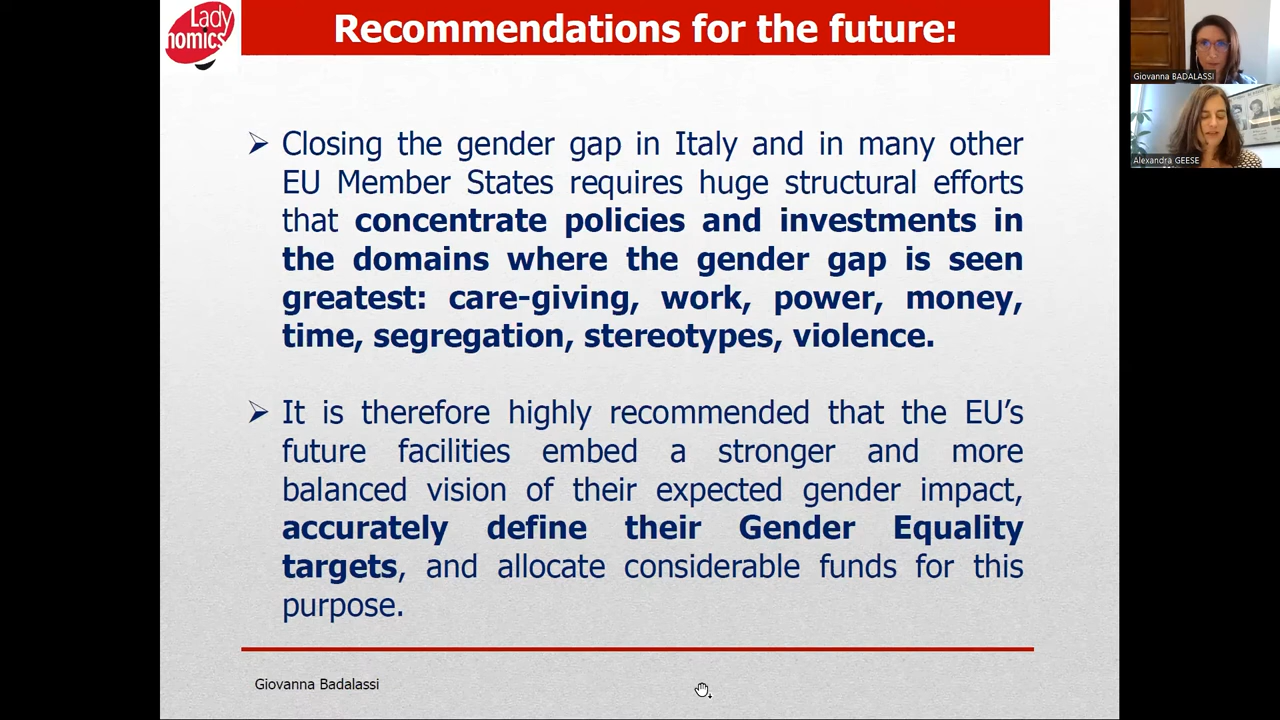 Lady
nomics
Recommendations for the future:
Giovanna BADALASSI
Alexandra GEESE
➢ Closing the gender gap in Italy and in many other
EU Member States requires huge structural efforts
that concentrate policies and investments in
the domains where the gender gap is seen
greatest: care-giving, work, power, money,
time, segregation, stereotypes, violence.
➢ It is therefore highly recommended that the EU’s
future facilities embed a stronger and more
balanced vision of their expected gender impact,
accurately define their Gender Equality
targets, and allocate considerable funds for this
purpose.
Giovanna Badalassi